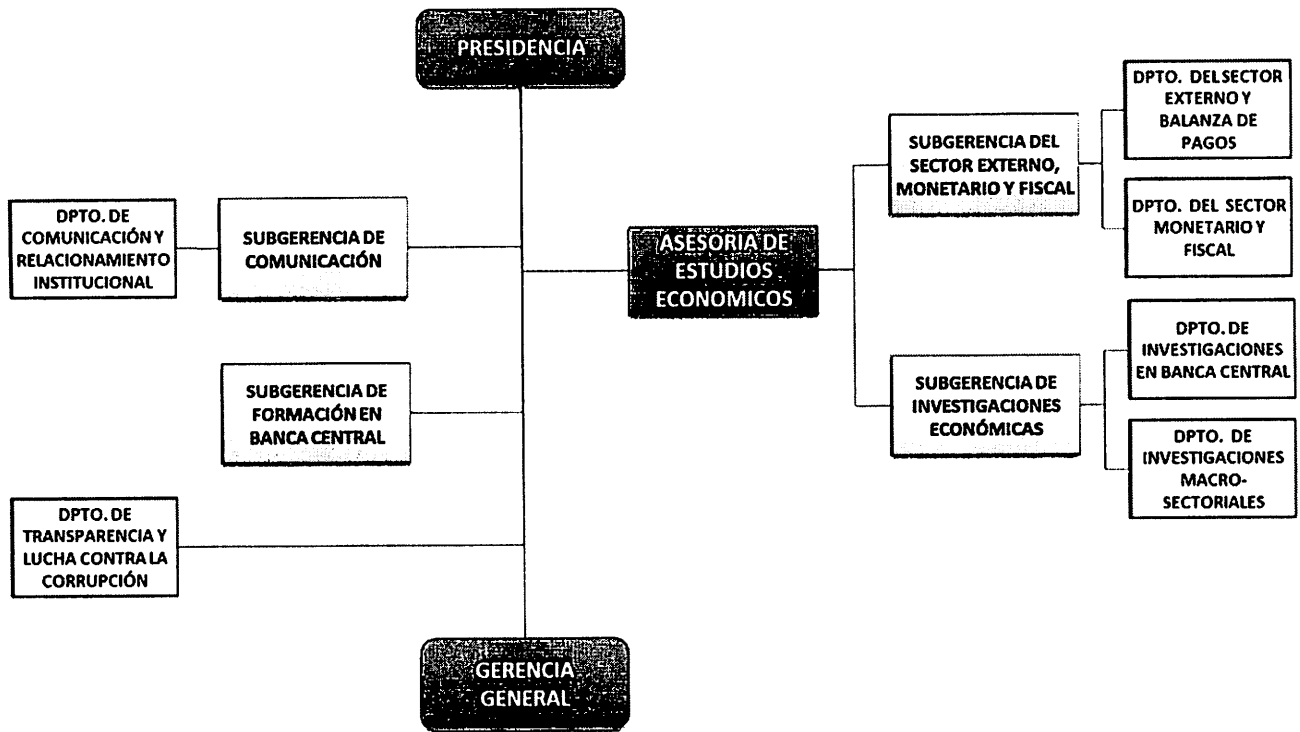 PRESIDENCIA
DPTO. DE
COMUNICACIÓN Y
RELACIONAMIENTO
INSTITUCIONAL
SUBGERENCIA DE
COMUNICACIÓN
SUBGERENCIA DE
FORMACIÓN EN
BANCA CENTRAL
DPTO. DE
TRANSPARENCIA Y
LUCHA CONTRA LA
CORRUPCIÓN
GERENCIA
GENERAL
ASESORIA DE
ESTUDIOS
ECONOMICOS
SUBGERENCIA DEL
SECTOR EXTERNO,
MONETARIO Y FISCAL
DPTO. DEL SECTOR
EXTERNO Y
BALANZA DE
PAGOS
DPTO. DEL SECTOR
MONETARIO Y
FISCAL
SUBGERENCIA DE
INVESTIGACIONES
ECONÓMICAS
DPTO. DE
INVESTIGACIONES
EN BANCA CENTRAL
DPTO. DE
INVESTIGACIONES
MACRO-
SECTORIALES